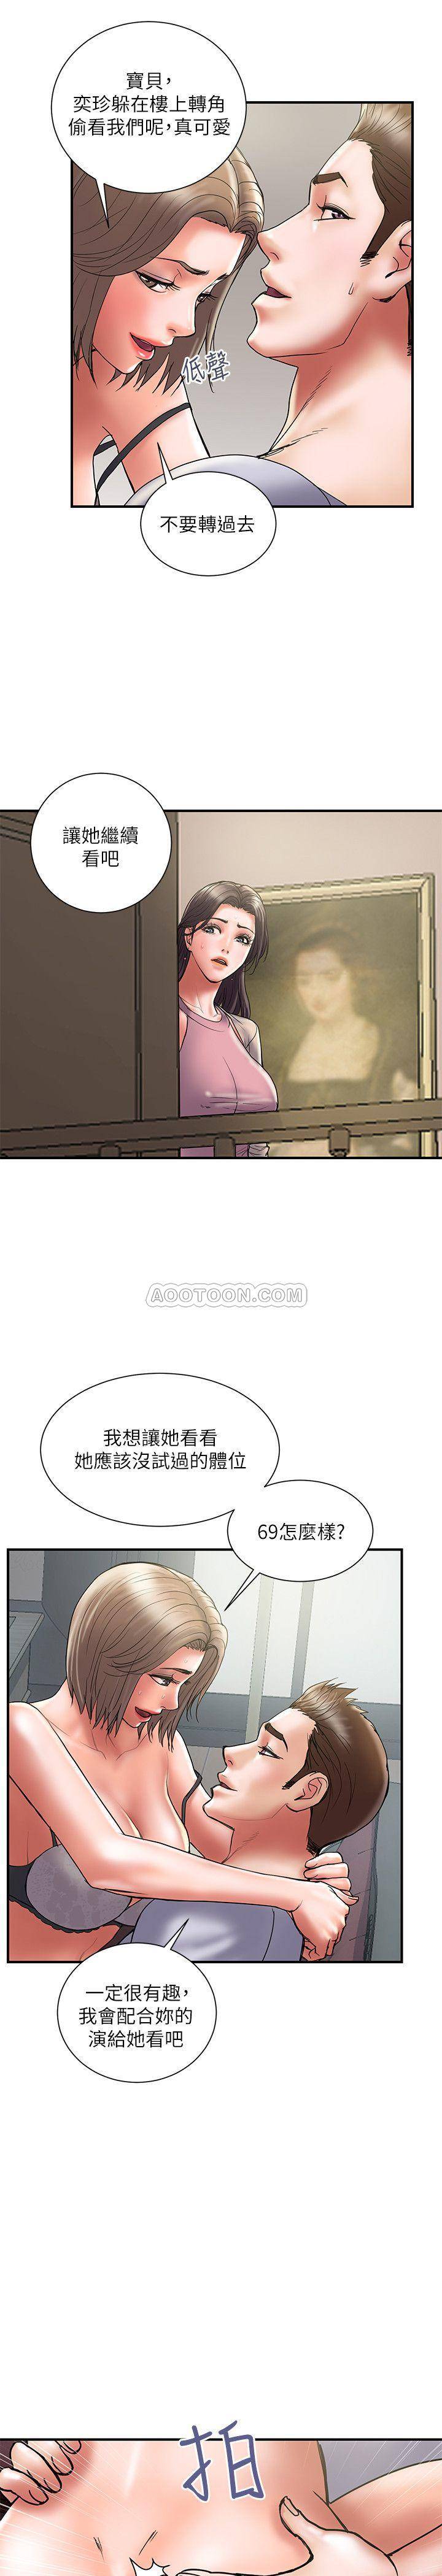 寶貝，
奕珍躲在樓上轉角
偷看我們呢，真可愛
低聲
不要轉過去
讓她繼續
看吧
AOOTOON.COM
我想讓她看看
她應該沒試過的體位
69怎麼樣？
一定很有趣，
我會配合妳的
演給她看吧
拍